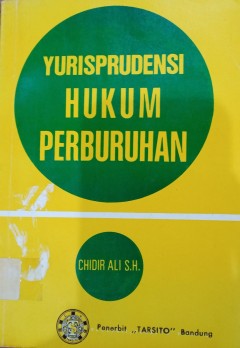 YURISPRUDENSI
HUKUM
PERBURUHAN
CHIDIR ALI S.H.
Penerbit „TARSITO" Bandung